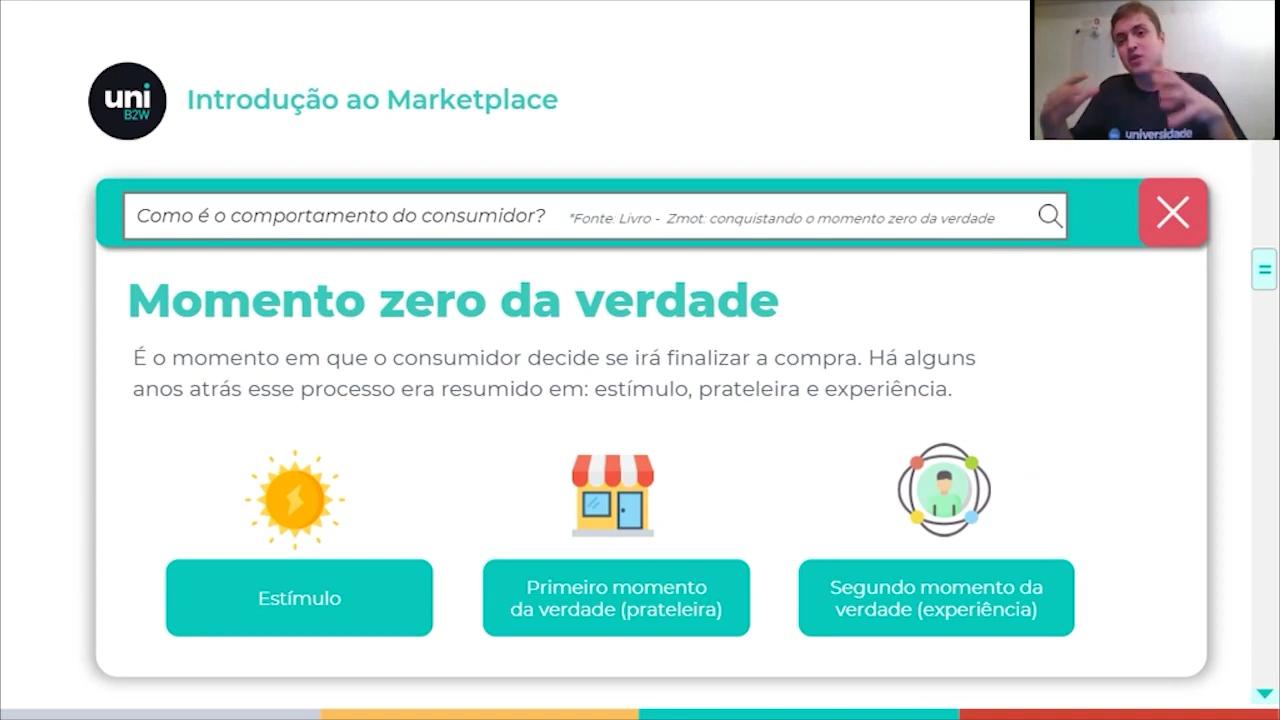 uni
B2W
Introdução ao Marketplace
universidade
Como é o comportamento do consumidor? *Fonte: Livro - Zmot: conquistando o momento zero da verdade
Momento zero da verdade
É o momento em que o consumidor decide se irá finalizar a compra. Há alguns
anos atrás esse processo era resumido em: estímulo, prateleira e experiência.
Estímulo
Primeiro momento
da verdade (prateleira)
Segundo momento da
verdade (experiência)